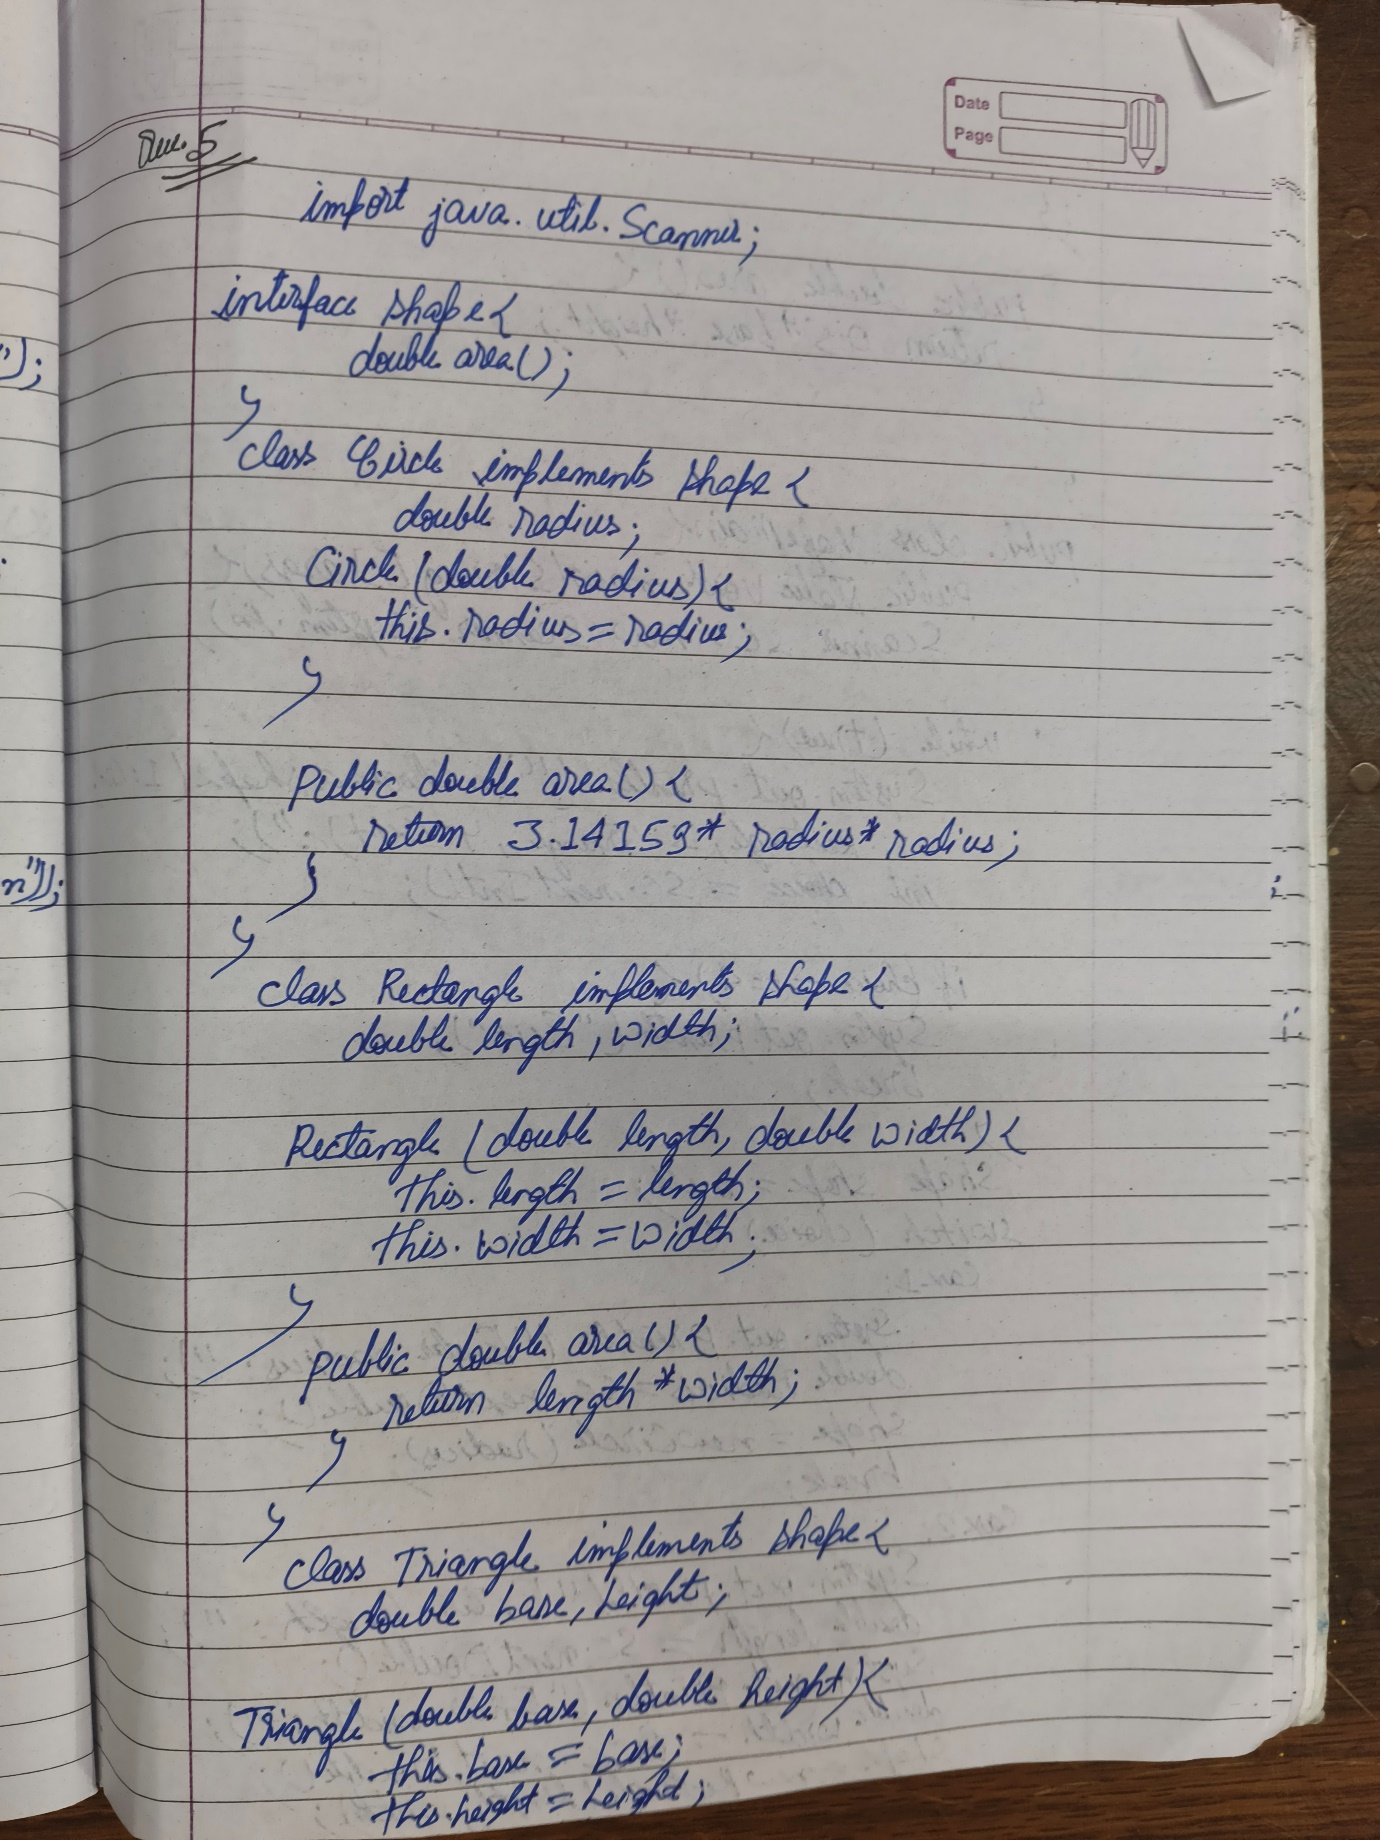 Date
Page
Que. 5
import java.util.Scanner;
interface shape {
double area();
}
class Circle implements shape {
double radius;
Circle (double radius) {
this.radius = radius;
}
public double area() {
return 3.14159 * radius * radius;
}
}
class Rectangle implements shape {
double length, width;
Rectangle (double length, double width) {
this.length = length;
this.width = width;
}
public double area() {
return length * width;
}
}
class Triangle implements shape {
double base, height;
Triangle (double base, double height) {
this.base = base;
this.height = height;
");
n");